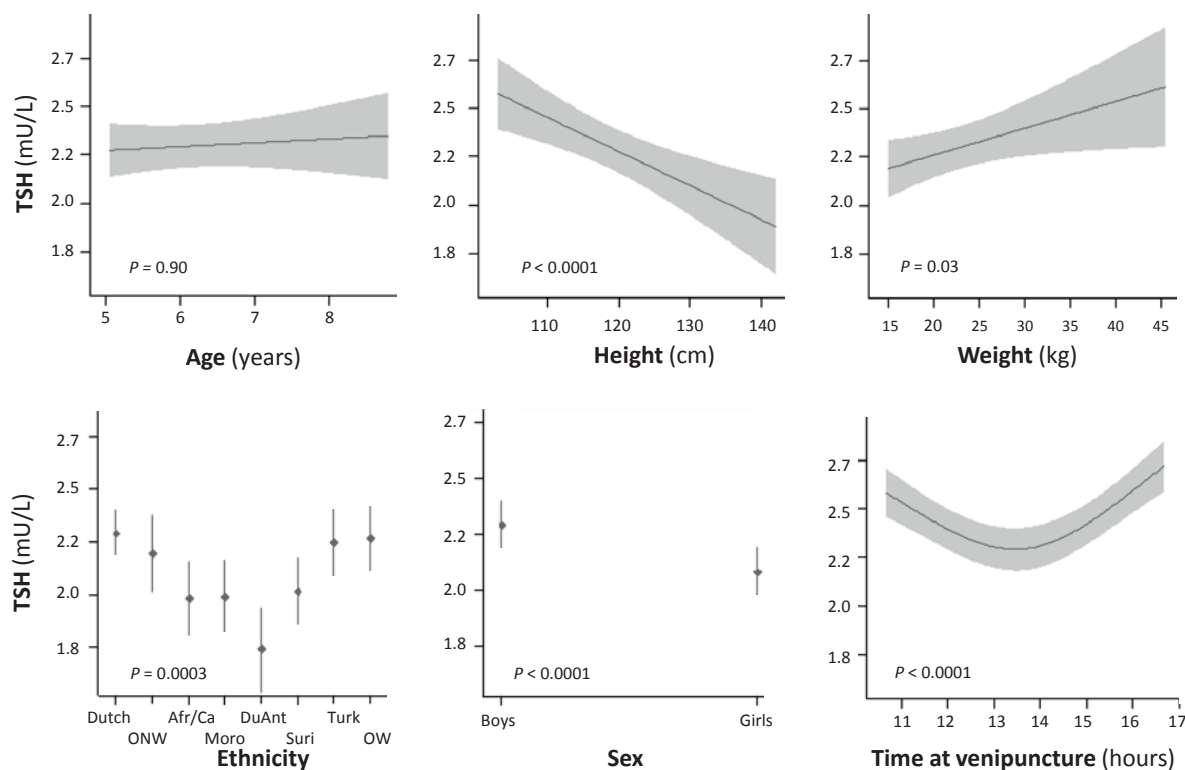 TSH (mU/L)
2.7
2.5
2.2
2.0
1.8
P = 0.90
5 6 7 8
Age (years)
2.7
2.5
2.2
2.0
1.8
P < 0.0001
110 120 130 140
Height (cm)
2.7
2.5
2.2
2.0
1.8
P = 0.03
15 20 25 30 35 40 45
Weight (kg)
TSH (mU/L)
2.7
2.5
2.2
2.0
1.8
P = 0.0003
Dutch Afr/Ca DuAnt Turk
ONW Moro Suri OW
Ethnicity
2.7
2.5
2.2
2.0
1.8
P < 0.0001
Boys Girls
Sex
2.7
2.5
2.2
2.0
1.8
P < 0.0001
11 12 13 14 15 16 17
Time at venipuncture (hours)